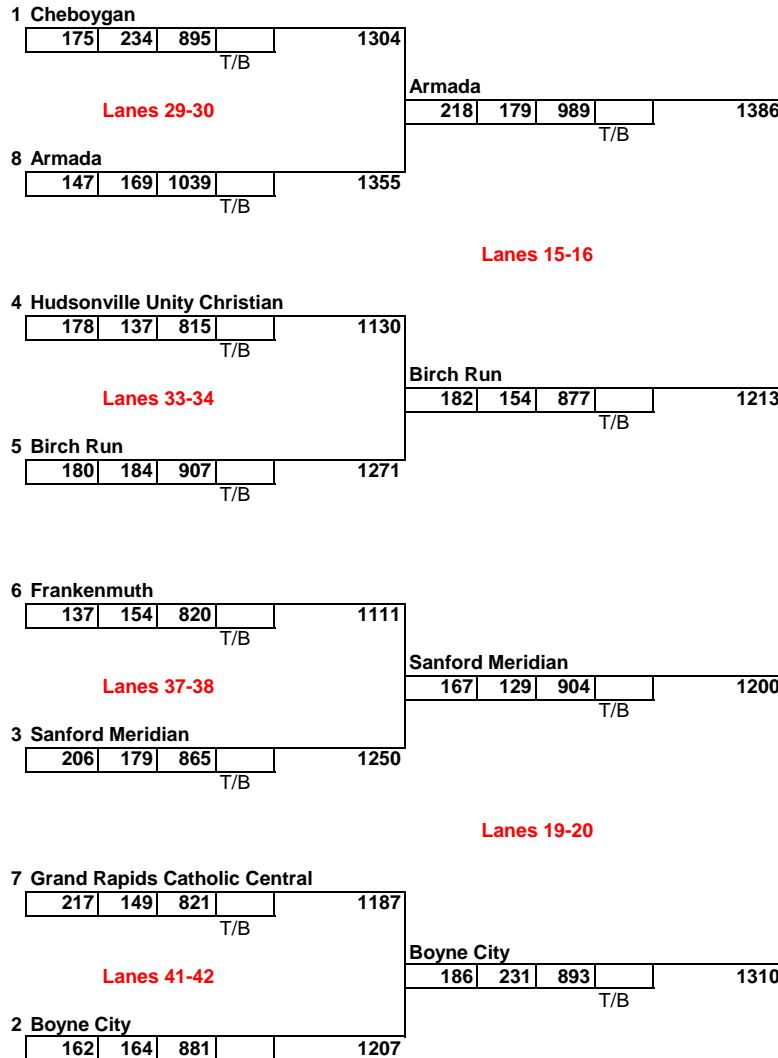 1 Cheboygan
175 234 895 1304
T/B
Armada
Lanes 29-30
218 179 989 1386
T/B
8 Armada
147 169 1039 1355
T/B
Lanes 15-16
4 Hudsonville Unity Christian
178 137 815 1130
T/B
Birch Run
Lanes 33-34
182 154 877 1213
T/B
5 Birch Run
180 184 907 1271
T/B
6 Frankenmuth
137 154 820 1111
T/B
Sanford Meridian
Lanes 37-38
167 129 904 1200
T/B
3 Sanford Meridian
206 179 865 1250
T/B
Lanes 19-20
7 Grand Rapids Catholic Central
217 149 821 1187
T/B
Boyne City
Lanes 41-42
186 231 893 1310
T/B
2 Boyne City
162 164 881 1207